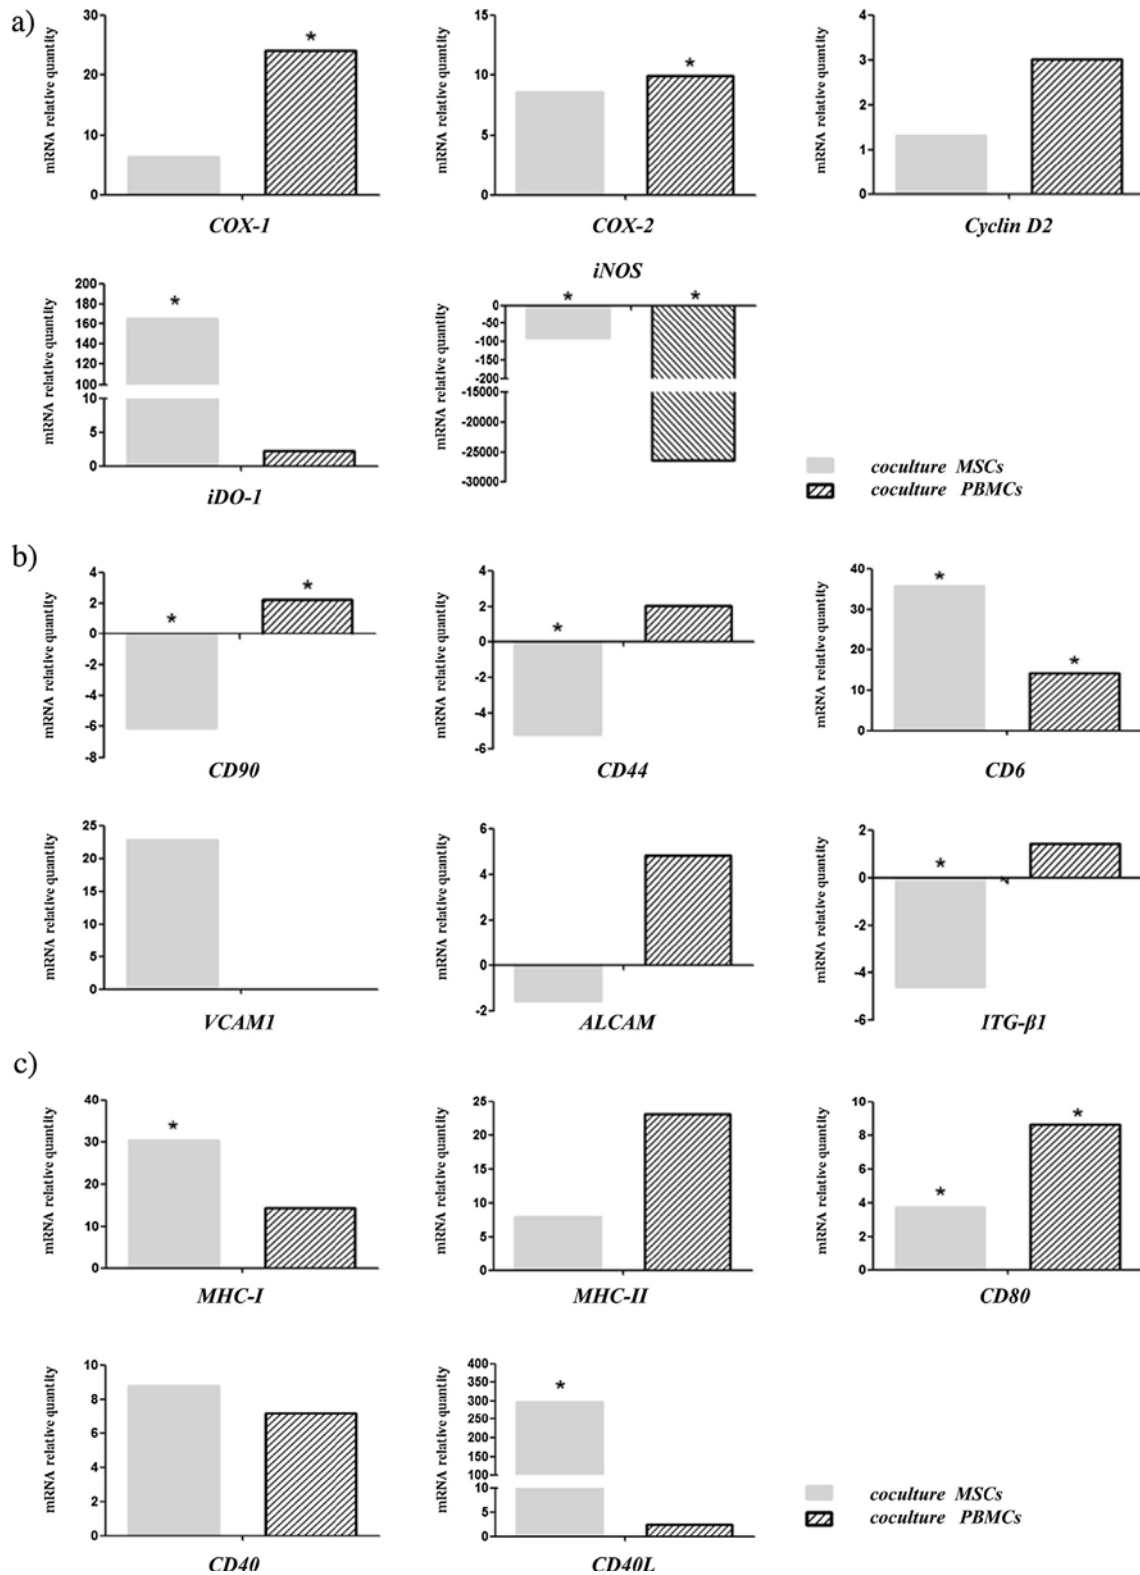 a)
mRNA relative quantity
30
20
10
0
*
COX-1
mRNA relative quantity
15
10
5
0
*
COX-2
mRNA relative quantity
4
3
2
1
0
Cyclin D2
mRNA relative quantity
200
180
160
140
120
100
10
5
0
*
iDO-1
iNOS
mRNA relative quantity
0
-50
-100
-150
-200
-15000
-20000
-25000
-30000
* *
coculture MSCs
coculture PBMCs
b)
mRNA relative quantity
4
2
0
-2
-4
-6
-8
* *
CD90
mRNA relative quantity
4
2
0
-2
-4
-6
*
CD44
mRNA relative quantity
40
30
20
10
0
* *
CD6
mRNA relative quantity
25
20
15
10
5
0
VCAM1
mRNA relative quantity
6
4
2
0
-2
ALCAM
mRNA relative quantity
2
0
-2
-4
-6
*
ITG-β1
c)
mRNA relative quantity
40
30
20
10
0
*
MHC-I
mRNA relative quantity
25
20
15
10
5
0
MHC-II
mRNA relative quantity
10
8
6
4
2
0
* *
CD80
mRNA relative quantity
10
8
6
4
2
0
CD40
mRNA relative quantity
400
350
300
250
200
150
100
10
5
0
*
CD40L
coculture MSCs
coculture PBMCs